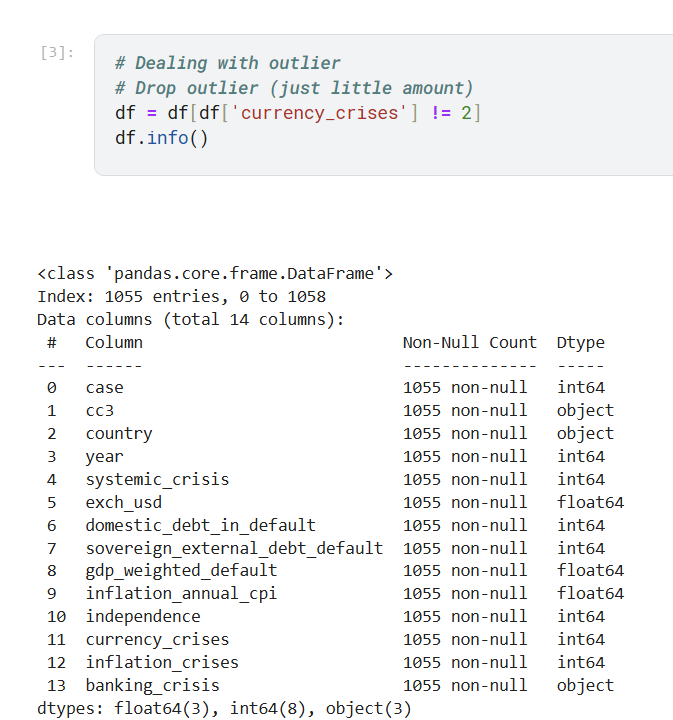 [3]:
# Dealing with outlier
# Drop outlier (just little amount)
df = df[df['currency_crises'] != 2]
df.info()
<class 'pandas.core.frame.DataFrame'>
Index: 1055 entries, 0 to 1058
Data columns (total 14 columns):
 #   Column                         Non-Null Count  Dtype
---  ------                         --------------  -----
 0   case                           1055 non-null   int64
 1   cc3                            1055 non-null   object
 2   country                        1055 non-null   object
 3   year                           1055 non-null   int64
 4   systemic_crisis                1055 non-null   int64
 5   exch_usd                       1055 non-null   float64
 6   domestic_debt_in_default       1055 non-null   int64
 7   sovereign_external_debt_default  1055 non-null   int64
 8   gdp_weighted_default           1055 non-null   float64
 9   inflation_annual_cpi           1055 non-null   float64
 10  independence                   1055 non-null   int64
 11  currency_crises                1055 non-null   int64
 12  inflation_crises               1055 non-null   int64
 13  banking_crisis                 1055 non-null   object
dtypes: float64(3), int64(8), object(3)